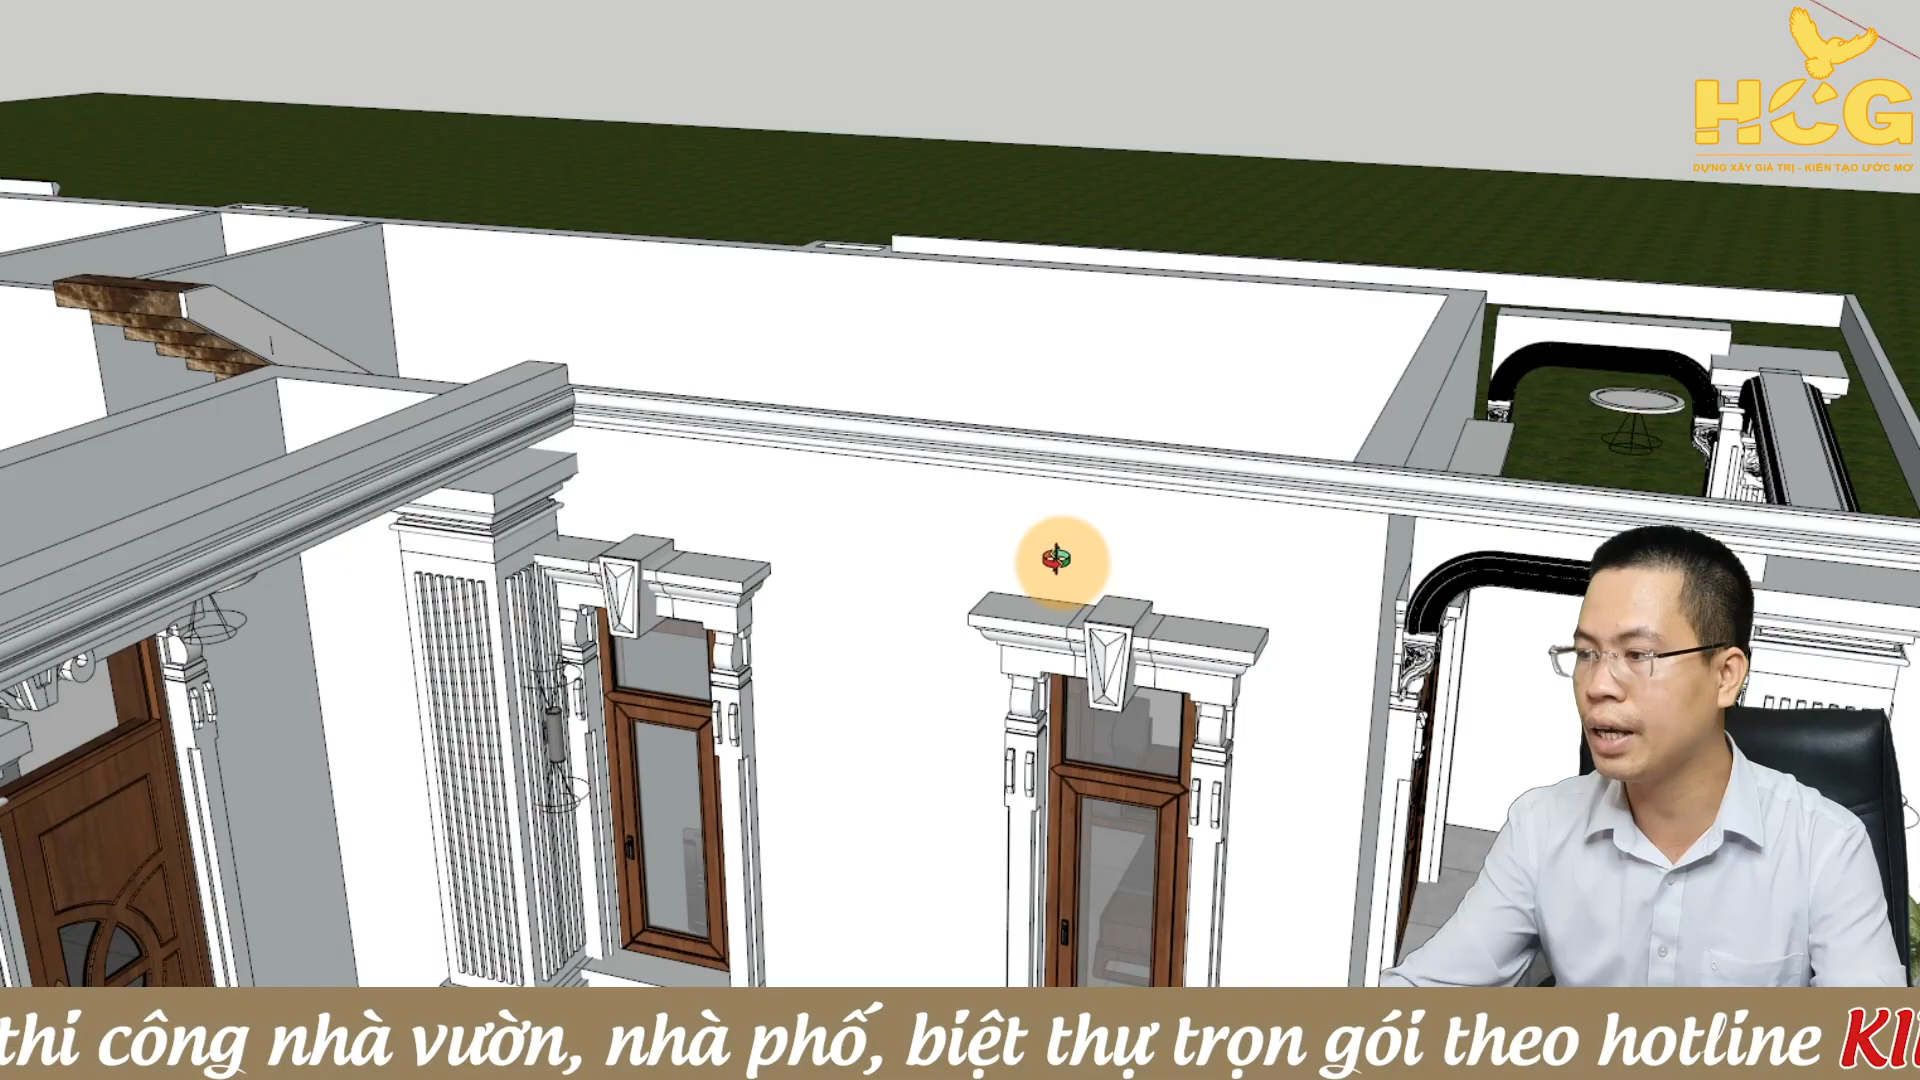 HCG
DỰNG XÂY GIÁ TRỊ - KIẾN TẠO ƯỚC MƠ
thi công nhà vườn, nhà phố, biệt thự trọn gói theo hotline